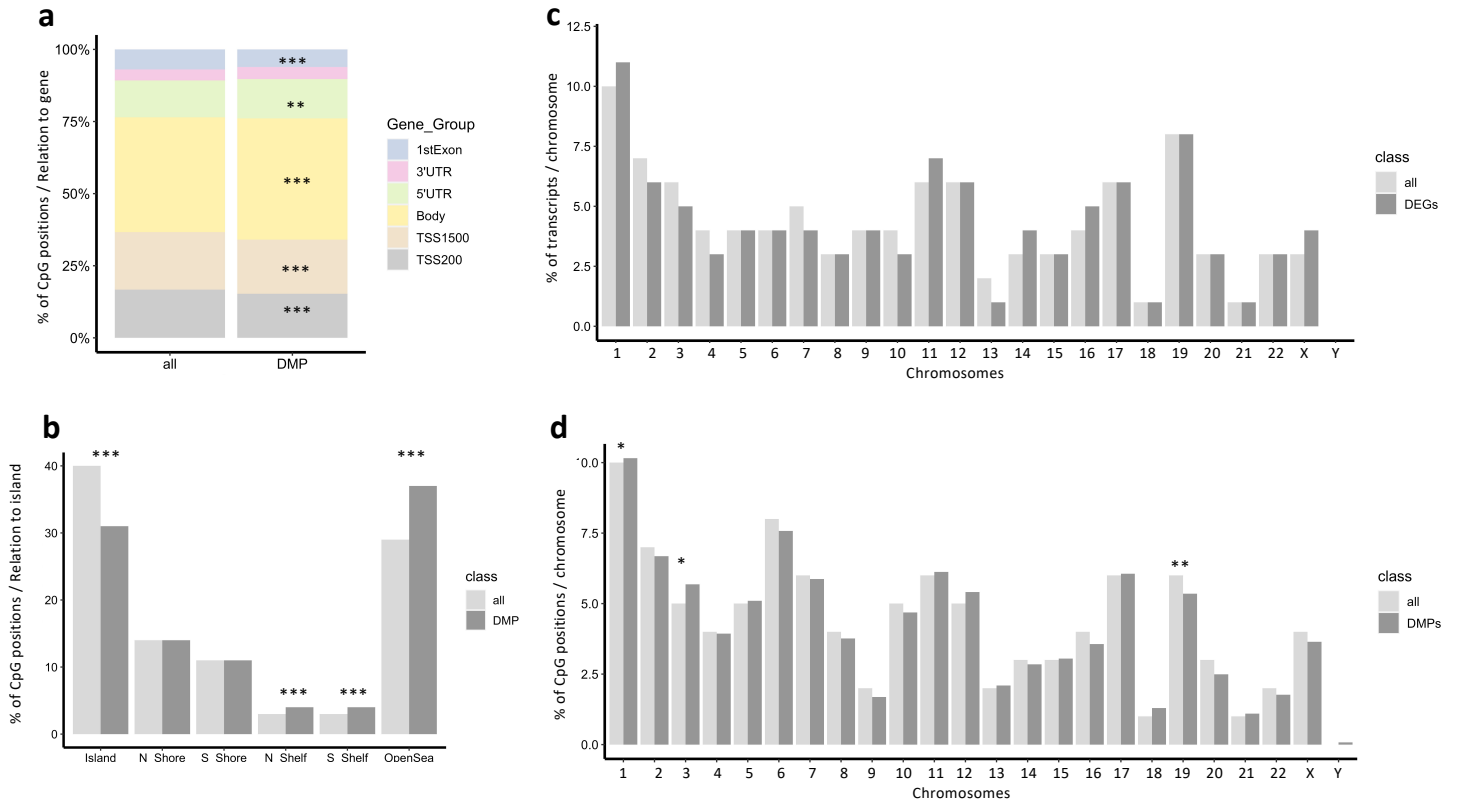 a
% of CpG positions / Relation to gene
100%
75%
50%
25%
0%
***
**
***
***
***
all DMP
Gene_Group
1stExon
3'UTR
5'UTR
Body
TSS1500
TSS200
b
% of CpG positions / Relation to island
40
30
20
10
0
*** *** *** ***
Island N_Shore S_Shore N_Shelf S_Shelf OpenSea
class
all
DMP
c
% of transcripts / chromosome
12.5
10.0
7.5
5.0
2.5
0.0
1 2 3 4 5 6 7 8 9 10 11 12 13 14 15 16 17 18 19 20 21 22 X Y
Chromosomes
class
all
DEGs
d
% of CpG positions / chromosome
0.0
7.5
5.0
2.5
0.0
* * **
1 2 3 4 5 6 7 8 9 10 11 12 13 14 15 16 17 18 19 20 21 22 X Y
Chromosomes
class
all
DMPs